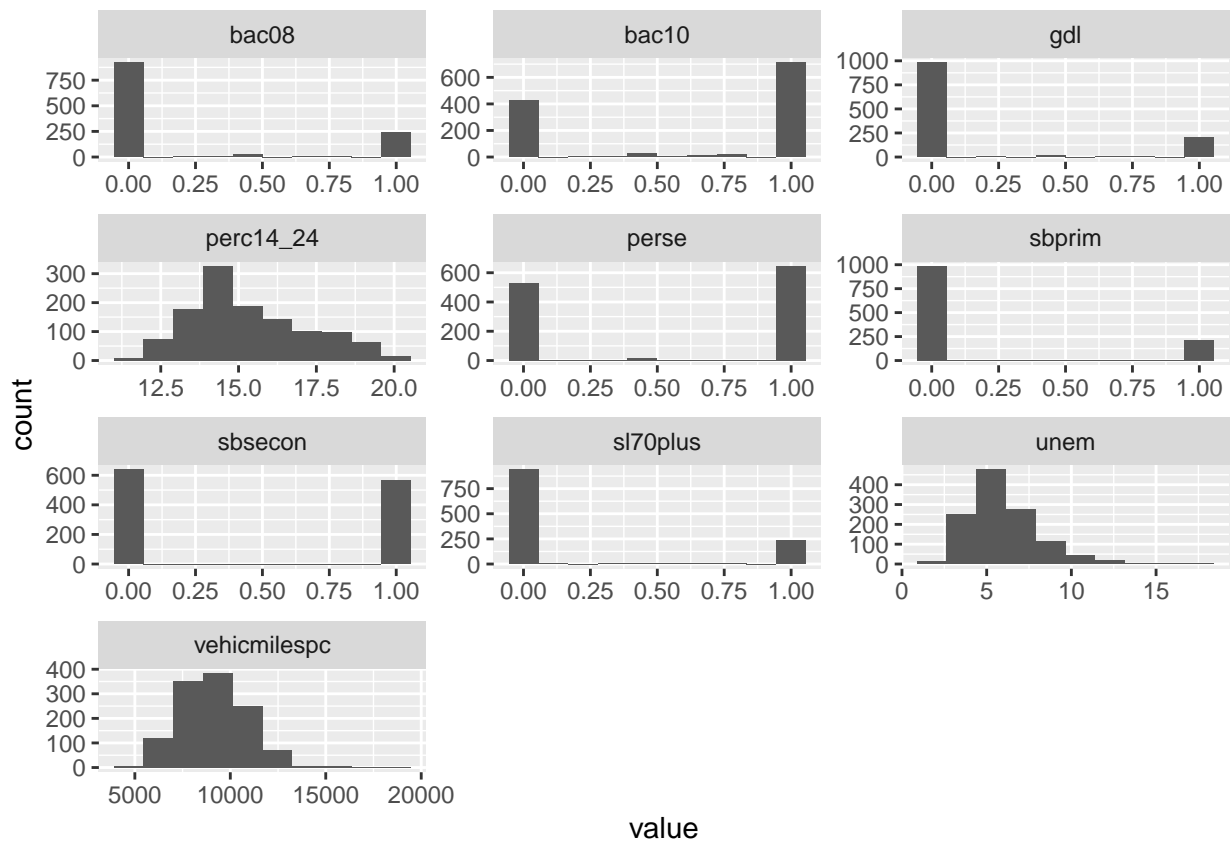 bac08 bac10 gdl
750 600 1000
500 400 750
250 200 500
0 0 250
0
0.00 0.25 0.50 0.75 1.00 0.00 0.25 0.50 0.75 1.00 0.00 0.25 0.50 0.75 1.00
perc14_24 perse sbprim
300 600 1000
200 400 750
100 200 500
0 0 250
0
12.5 15.0 17.5 20.0 0.00 0.25 0.50 0.75 1.00 0.00 0.25 0.50 0.75 1.00
count
sbsecon sl70plus unem
600 750 400
400 500 300
200 250 200
0 0 100
0
0.00 0.25 0.50 0.75 1.00 0.00 0.25 0.50 0.75 1.00 0 5 10 15
vehicmilespc
400
300
200
100
0
5000 10000 15000 20000
value